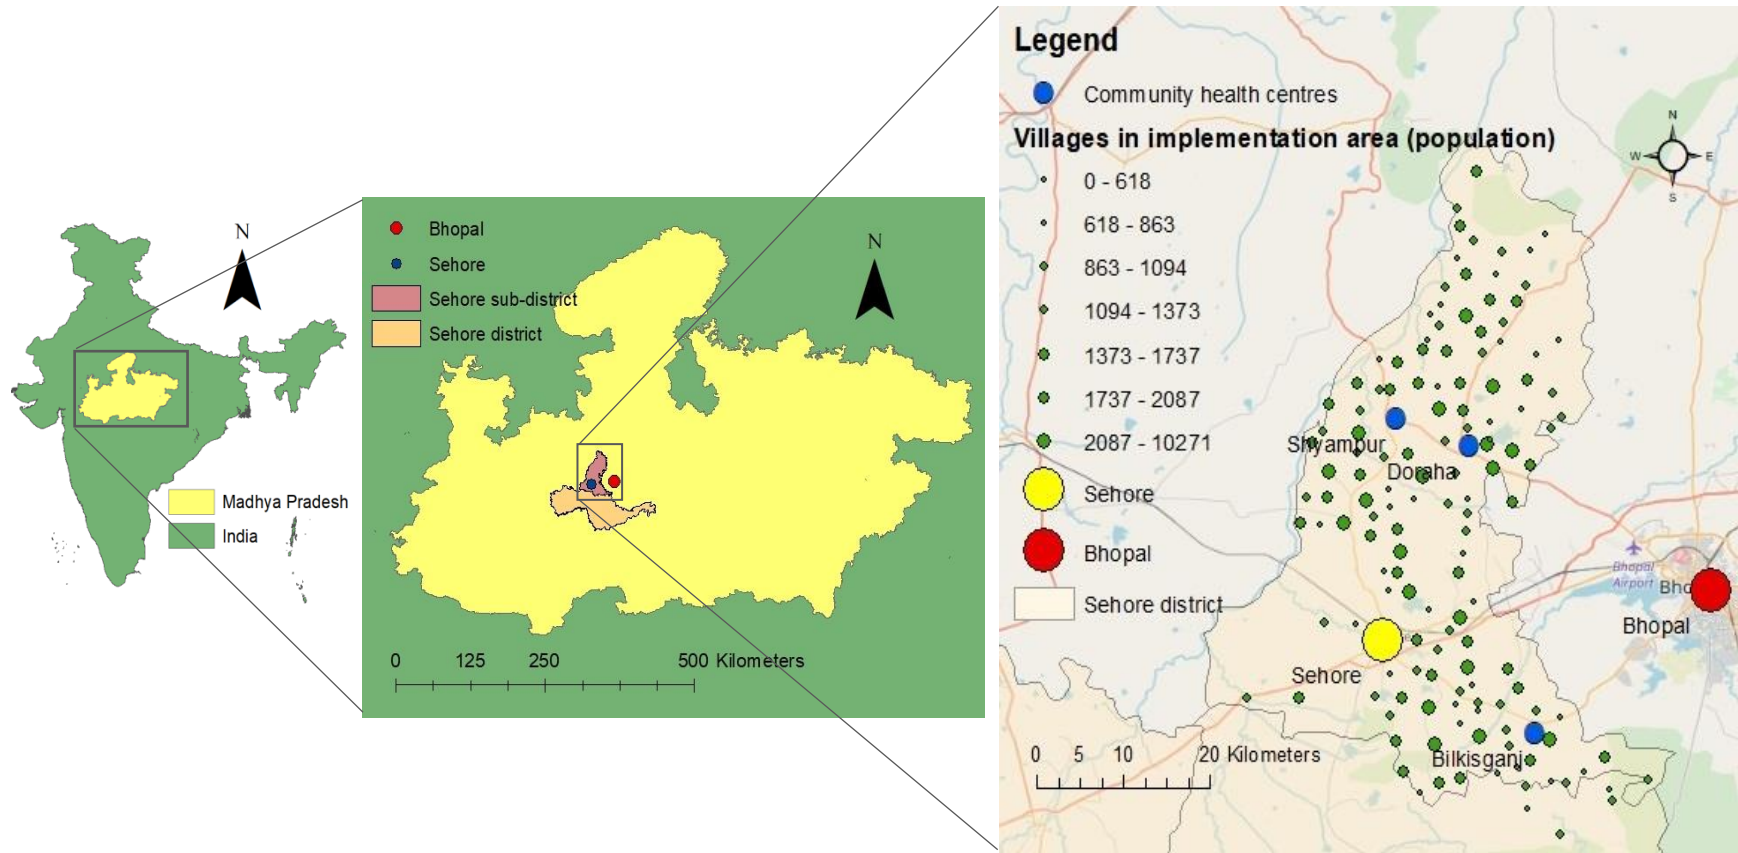 N
Madhya Pradesh
India
Bhopal
Sehore
Sehore sub-district
Sehore district
N
0 125 250 500 Kilometers
Legend
Community health centres
Villages in implementation area (population)
0 - 618
618 - 863
863 - 1094
1094 - 1373
1373 - 1737
1737 - 2087
2087 - 10271
Sehore
Bhopal
Sehore district
N
W E
S
Shyampur
Doraha
Bhopal
Airport
Bho
Bhopal
Sehore
Bilkisganj
0 5 10 20 Kilometers